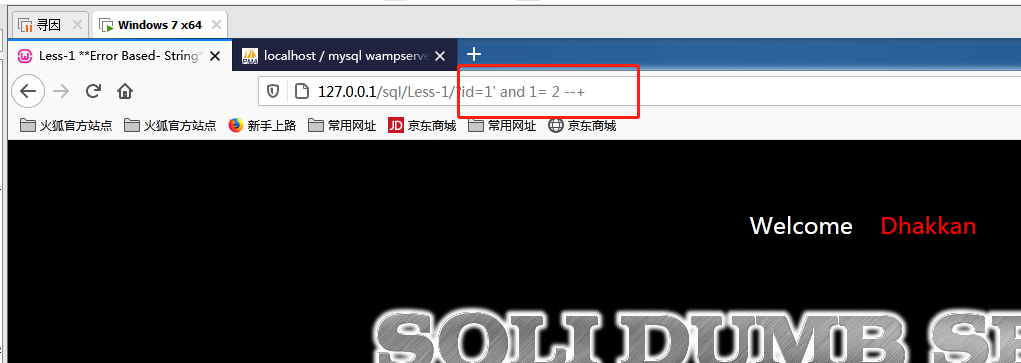 寻因 Windows 7 x64
Less-1 **Error Based- String* localhost / mysql wampserve
127.0.0.1/sql/Less-1/?id=1' and 1= 2 --+
火狐官方站点 火狐官方站点 新手上路 常用网址 JD 京东商城 常用网址 京东商城
Welcome Dhakkan
SQLI DUMB SE